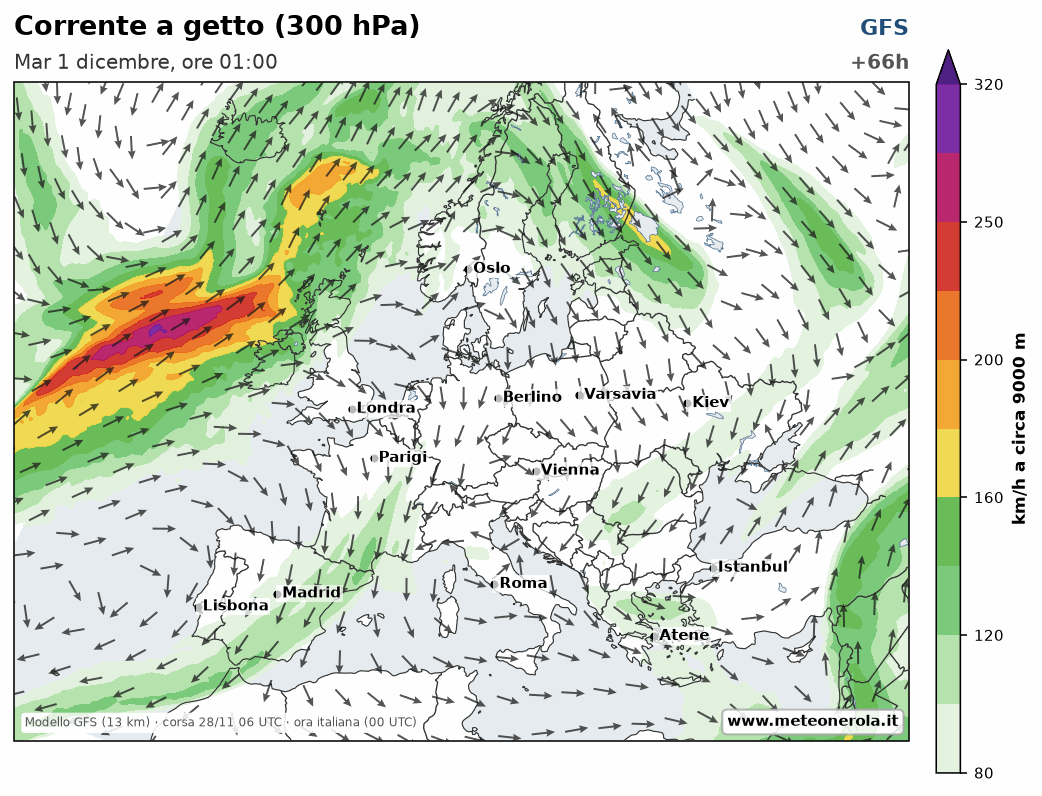 Corrente a getto (300 hPa)
GFS
Mar 1 dicembre, ore 01:00
+66h
320
250
200
160
120
80
km/h a circa 9000 m
Oslo
Londra
Berlino
Varsavia
Kiev
Parigi
Vienna
Istanbul
Roma
Madrid
Lisbona
Atene
Modello GFS (13 km) · corsa 28/11 06 UTC · ora italiana (00 UTC)
www.meteonerola.it